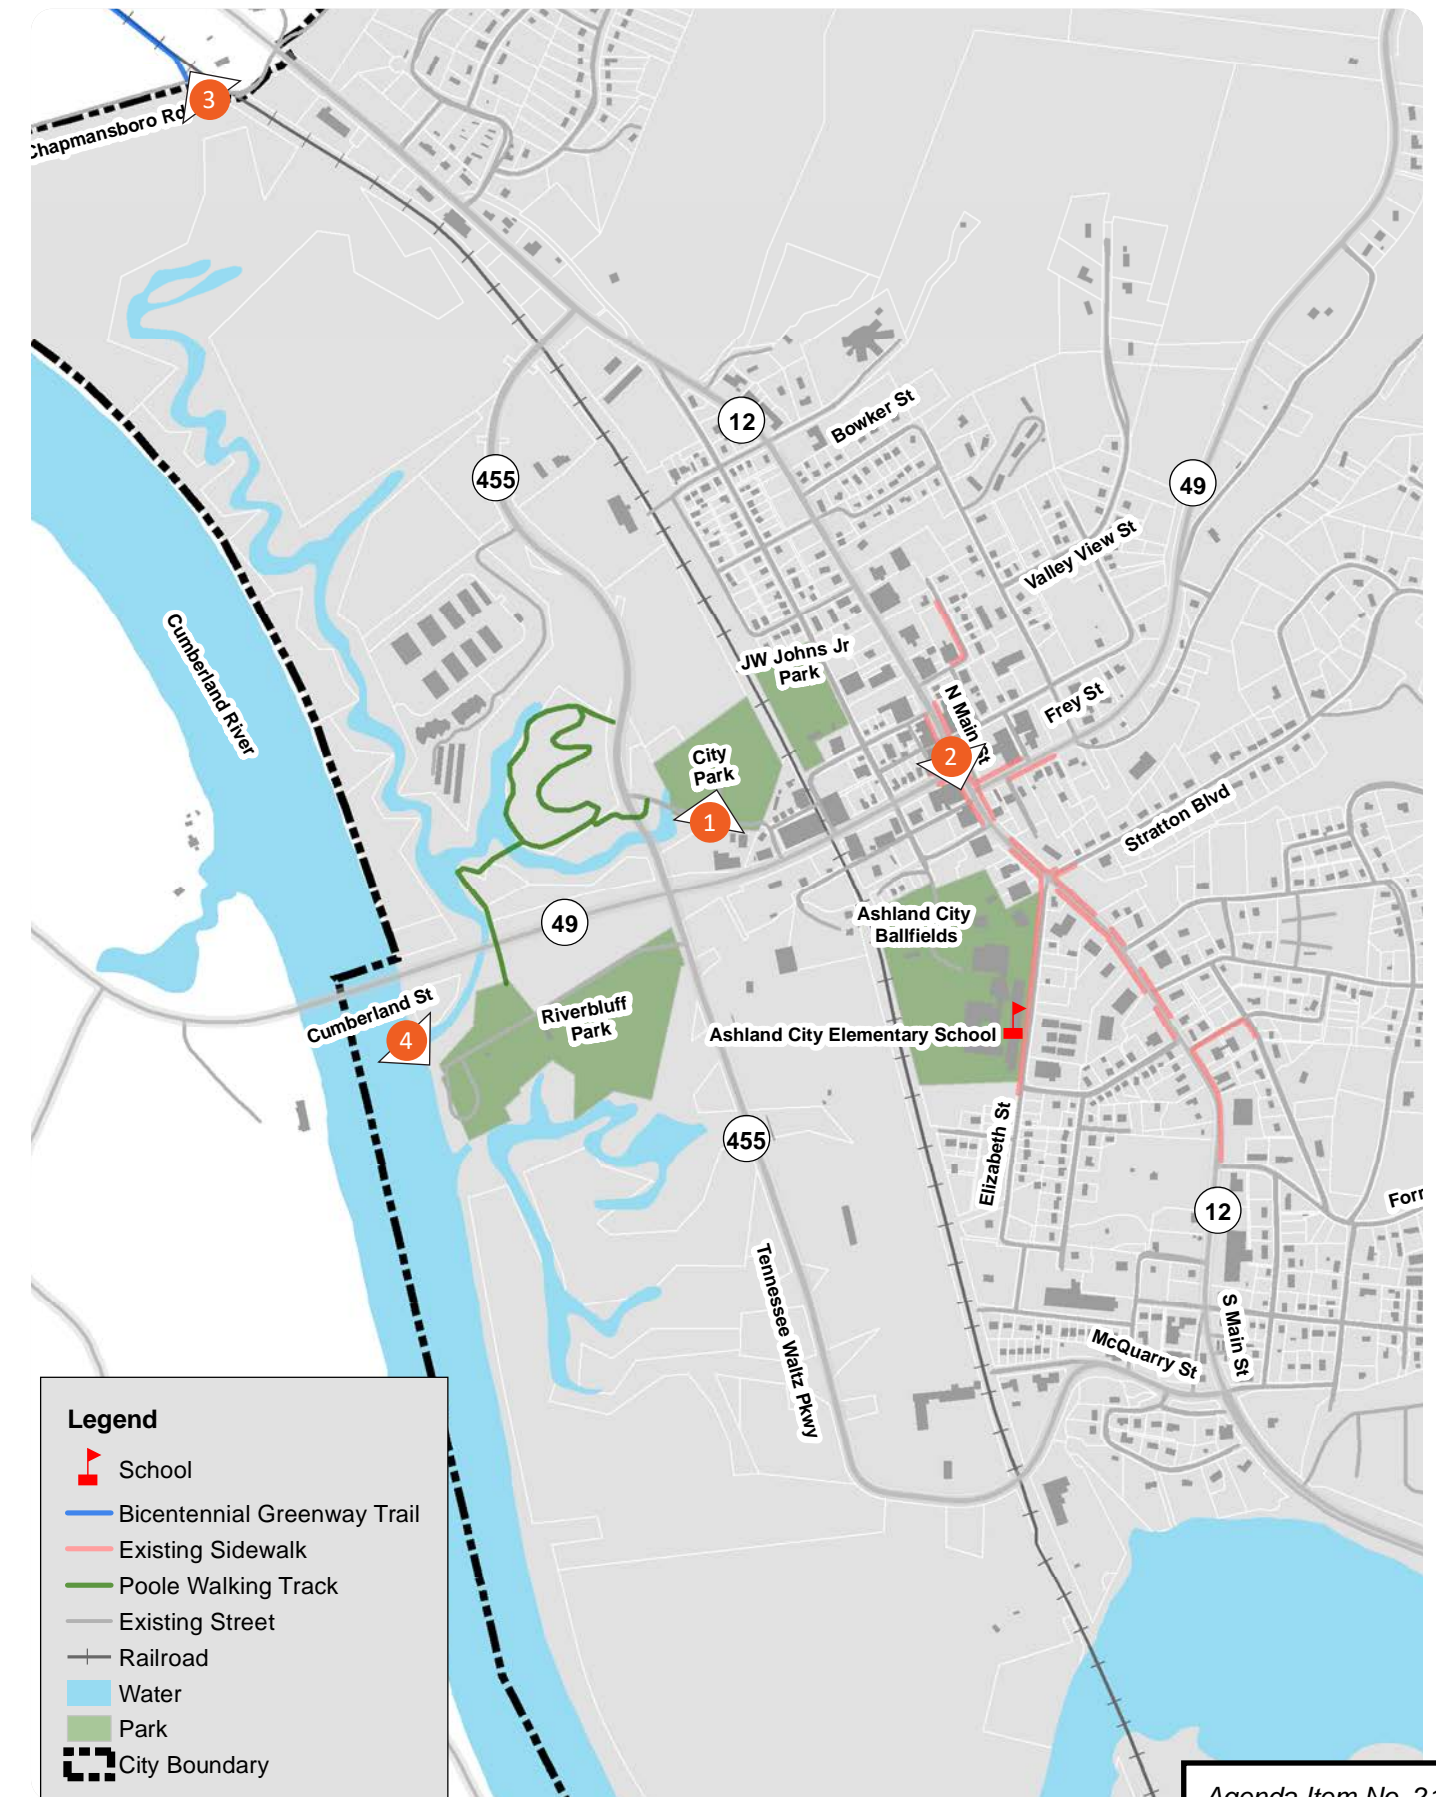 3
Chapmansboro Rd
12
Bowker St
455
49
Valley View St
Cumberland River
JW Johns Jr
Park
N Main St
Frey St
City
Park
2
1
Stratton Blvd
49
Ashland City
Ballfields
Cumberland St
4
Riverbluff
Park
Ashland City Elementary School
455
Elizabeth St
12
Tennessee Waltz Pkwy
S Main St
McQuarry St
Legend
School
Bicentennial Greenway Trail
Existing Sidewalk
Poole Walking Track
Existing Street
Railroad
Water
Park
City Boundary
Agenda Item No.